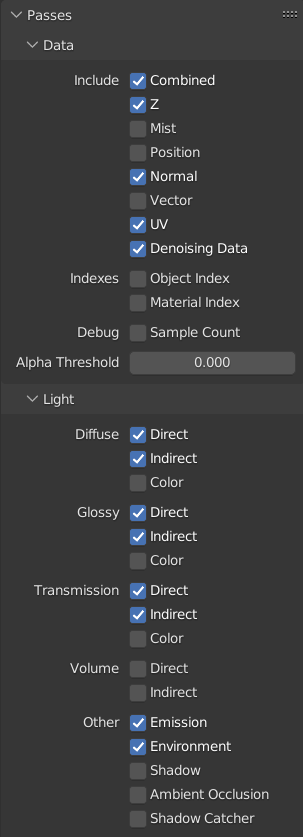 Passes
Data
Include Combined
Z
Mist
Position
Normal
Vector
UV
Denoising Data
Indexes Object Index
Material Index
Debug Sample Count
Alpha Threshold 0.000
Light
Diffuse Direct
Indirect
Color
Glossy Direct
Indirect
Color
Transmission Direct
Indirect
Color
Volume Direct
Indirect
Other Emission
Environment
Shadow
Ambient Occlusion
Shadow Catcher